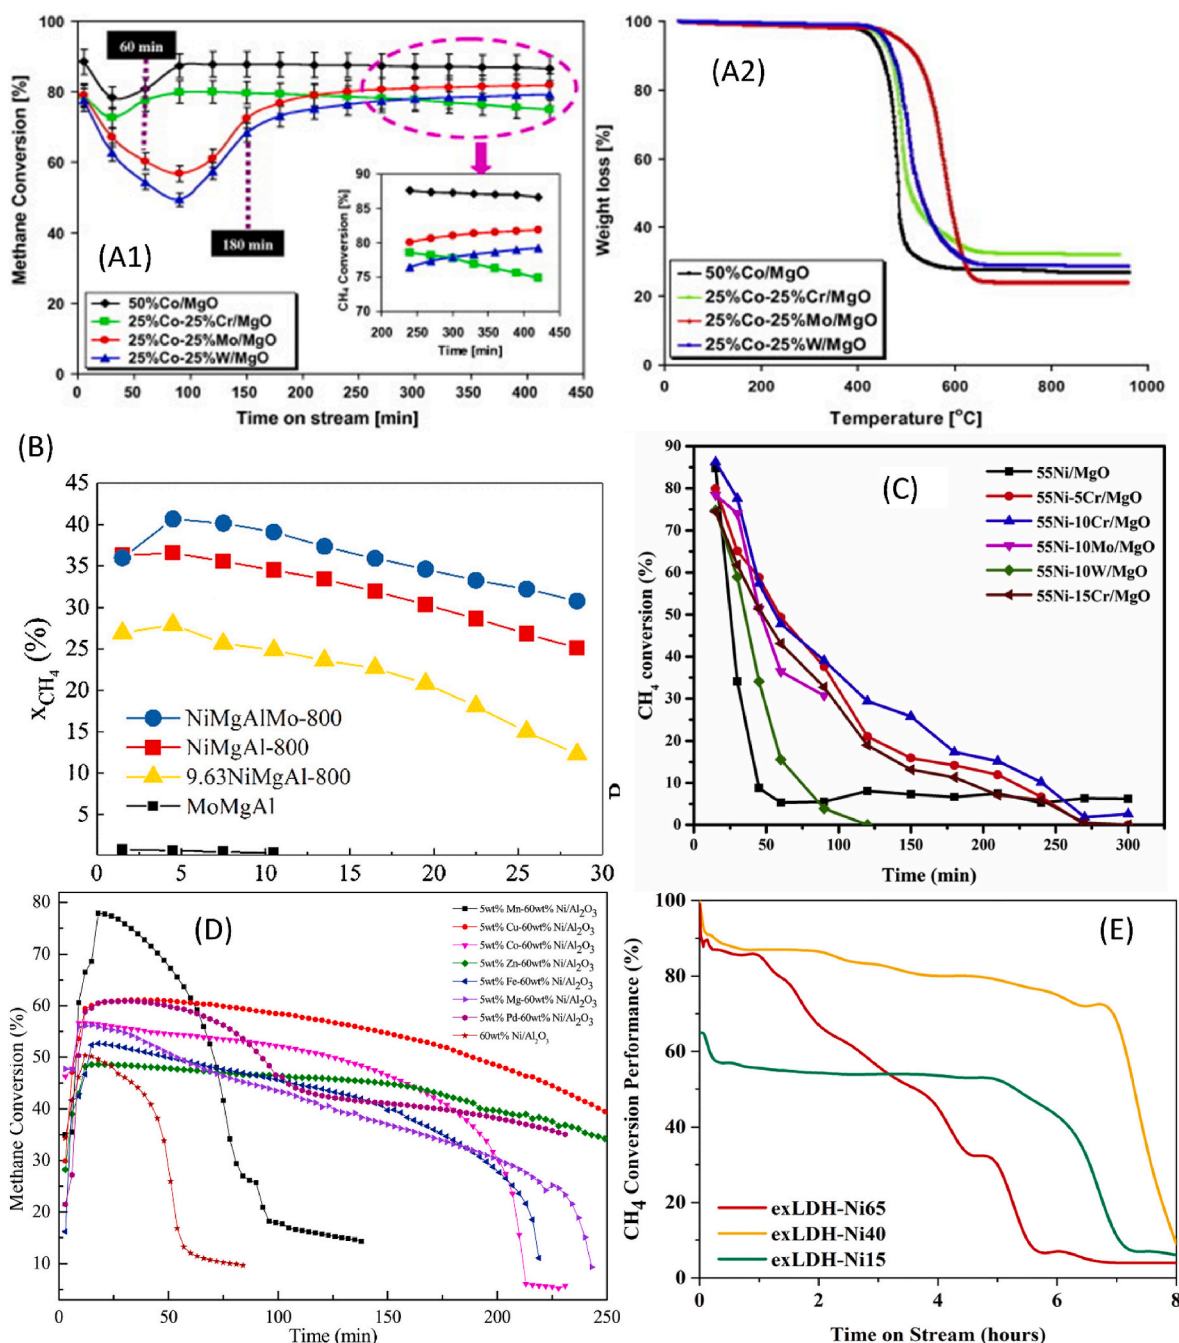 (A1)
Methane Conversion [%]
100
80
60
40
20
0
60 min
180 min
50%Co/MgO
25%Co-25%Cr/MgO
25%Co-25%Mo/MgO
25%Co-25%W/MgO
0 50 100 150 200 250 300 350 400 450
Time on stream [min]
CH4 Conversion [%]
90
85
80
75
70
200 250 300 350 400 450
Time [min]
(A2)
Weight loss [%]
100
80
60
40
20
0
50%Co/MgO
25%Co-25%Cr/MgO
25%Co-25%Mo/MgO
25%Co-25%W/MgO
0 200 400 600 800 1000
Temperature [°C]
(B)
XCH4 (%)
45
40
35
30
25
20
15
10
5
NiMgAlMo-800
NiMgAl-800
9.63NiMgAl-800
MoMgAl
0 5 10 15 20 25 30
(C)
CH4 conversion (%)
90
80
70
60
50
40
30
20
10
0
55Ni/MgO
55Ni-5Cr/MgO
55Ni-10Cr/MgO
55Ni-10Mo/MgO
55Ni-10W/MgO
55Ni-15Cr/MgO
0 50 100 150 200 250 300
Time (min)
(D)
Methane Conversion (%)
80
70
60
50
40
30
20
10
5wt% Mn-60wt% Ni/Al2O3
5wt% Cu-60wt% Ni/Al2O3
5wt% Co-60wt% Ni/Al2O3
5wt% Zn-60wt% Ni/Al2O3
5wt% Fe-60wt% Ni/Al2O3
5wt% Mg-60wt% Ni/Al2O3
5wt% Pd-60wt% Ni/Al2O3
60wt% Ni/Al2O3
0 50 100 150 200 250
Time (min)
(E)
CH4 Conversion Performance (%)
100
80
60
40
20
0
exLDH-Ni65
exLDH-Ni40
exLDH-Ni15
0 2 4 6 8
Time on Stream (hours)